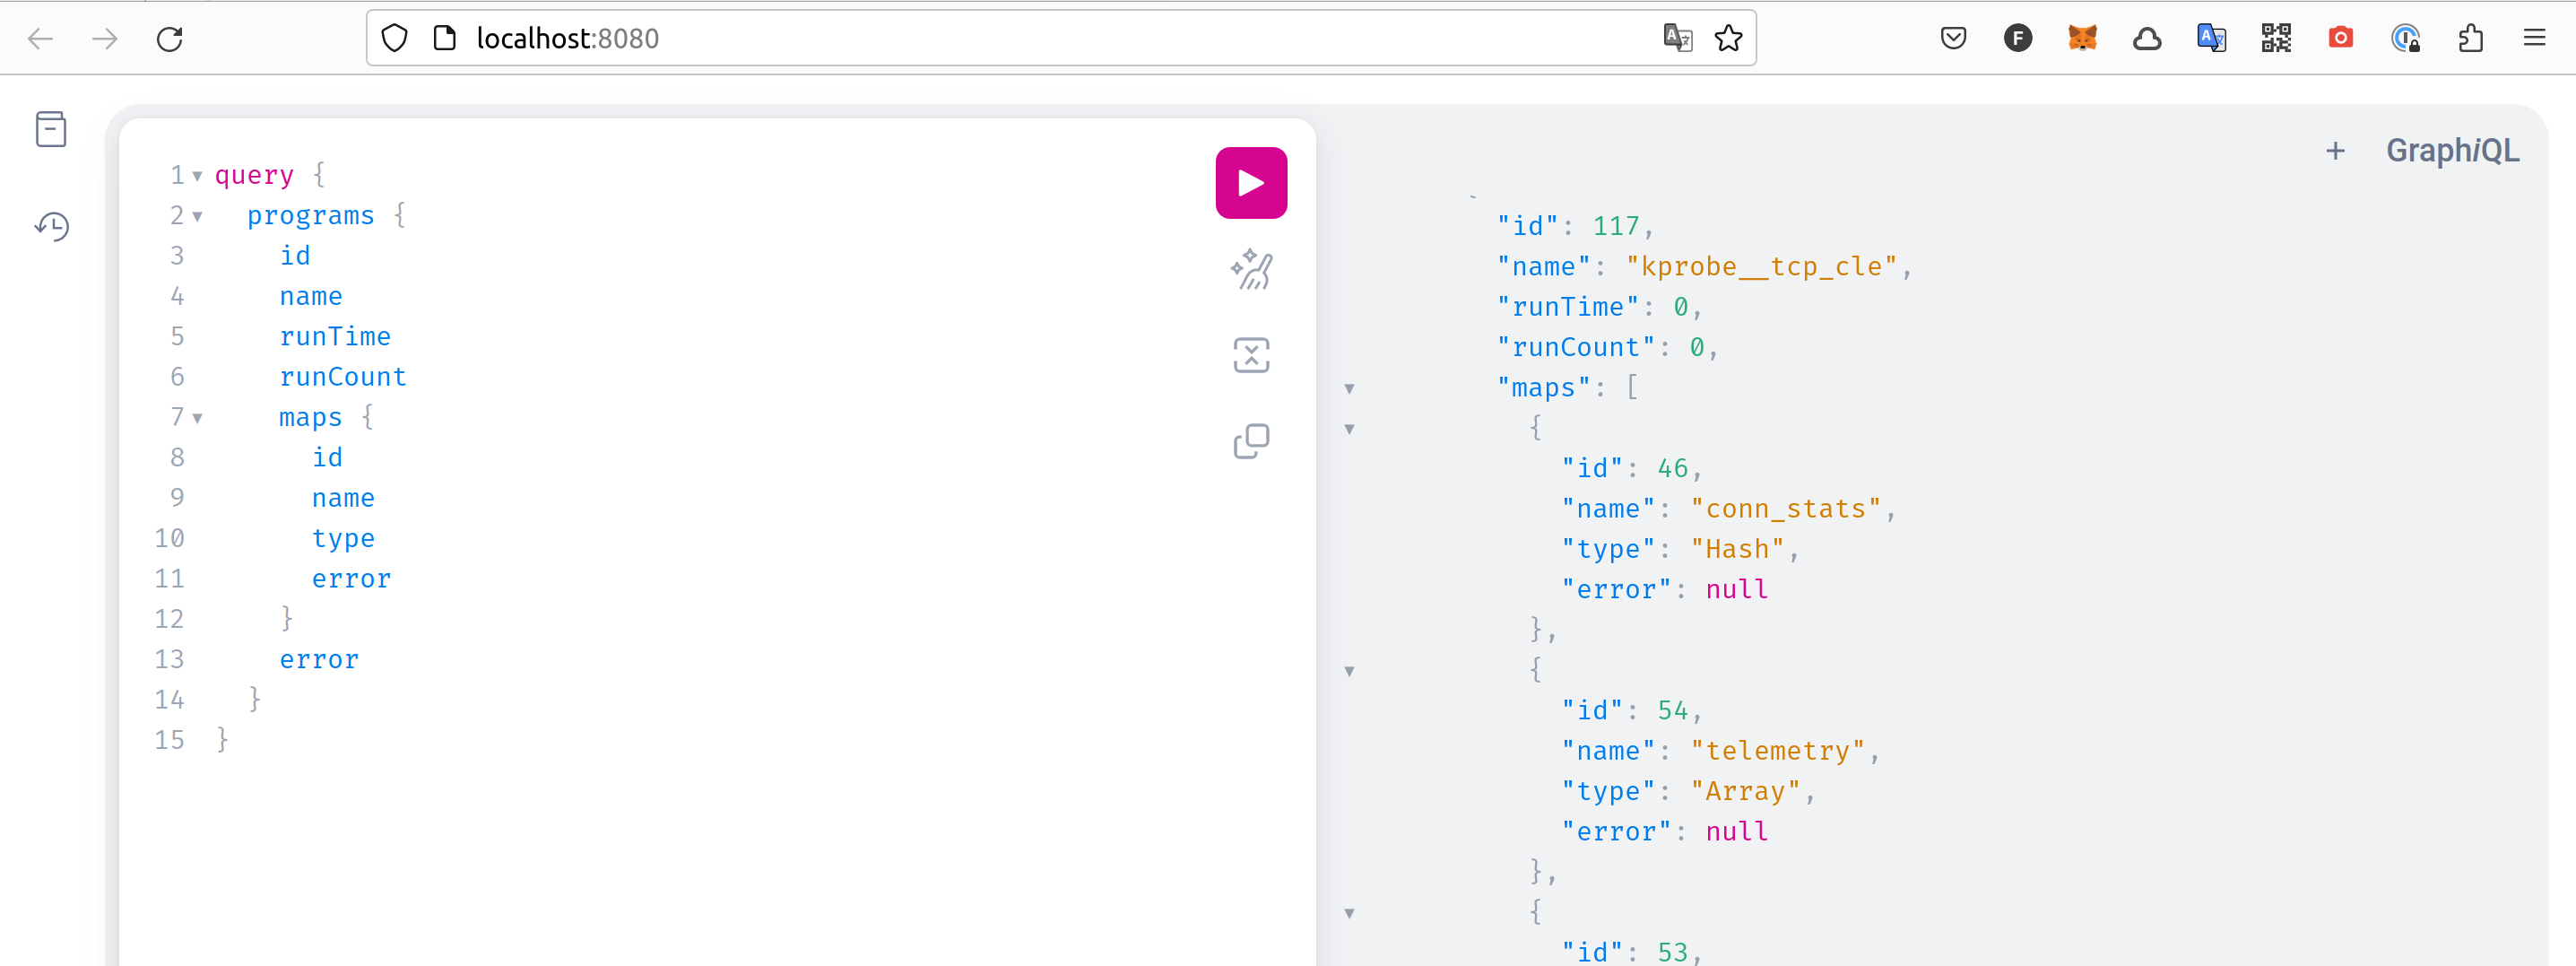 localhost:8080
GraphiQL
1 query {
2 programs {
3 id
4 name
5 runTime
6 runCount
7 maps {
8 id
9 name
10 type
11 error
12 }
13 error
14 }
15 }
"id": 117,
"name": "kprobe__tcp_cle",
"runTime": 0,
"runCount": 0,
"maps": [
{
"id": 46,
"name": "conn_stats",
"type": "Hash",
"error": null
},
{
"id": 54,
"name": "telemetry",
"type": "Array",
"error": null
},
{
"id": 53,